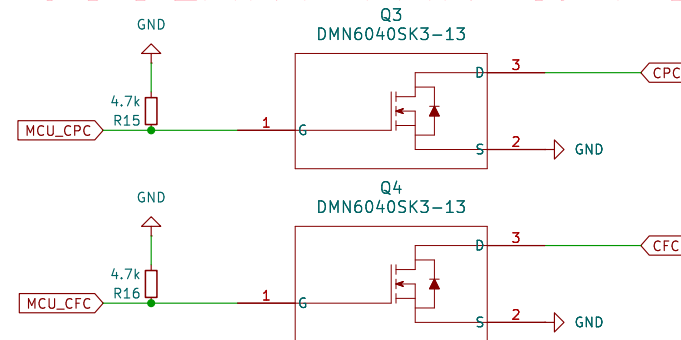 Q3
DMN6040SK3-13
GND
D
3
CPC
4.7k
R15
MCU_CPC
1
G
S
2
GND
Q4
DMN6040SK3-13
GND
D
3
CFC
4.7k
R16
MCU_CFC
1
G
S
2
GND